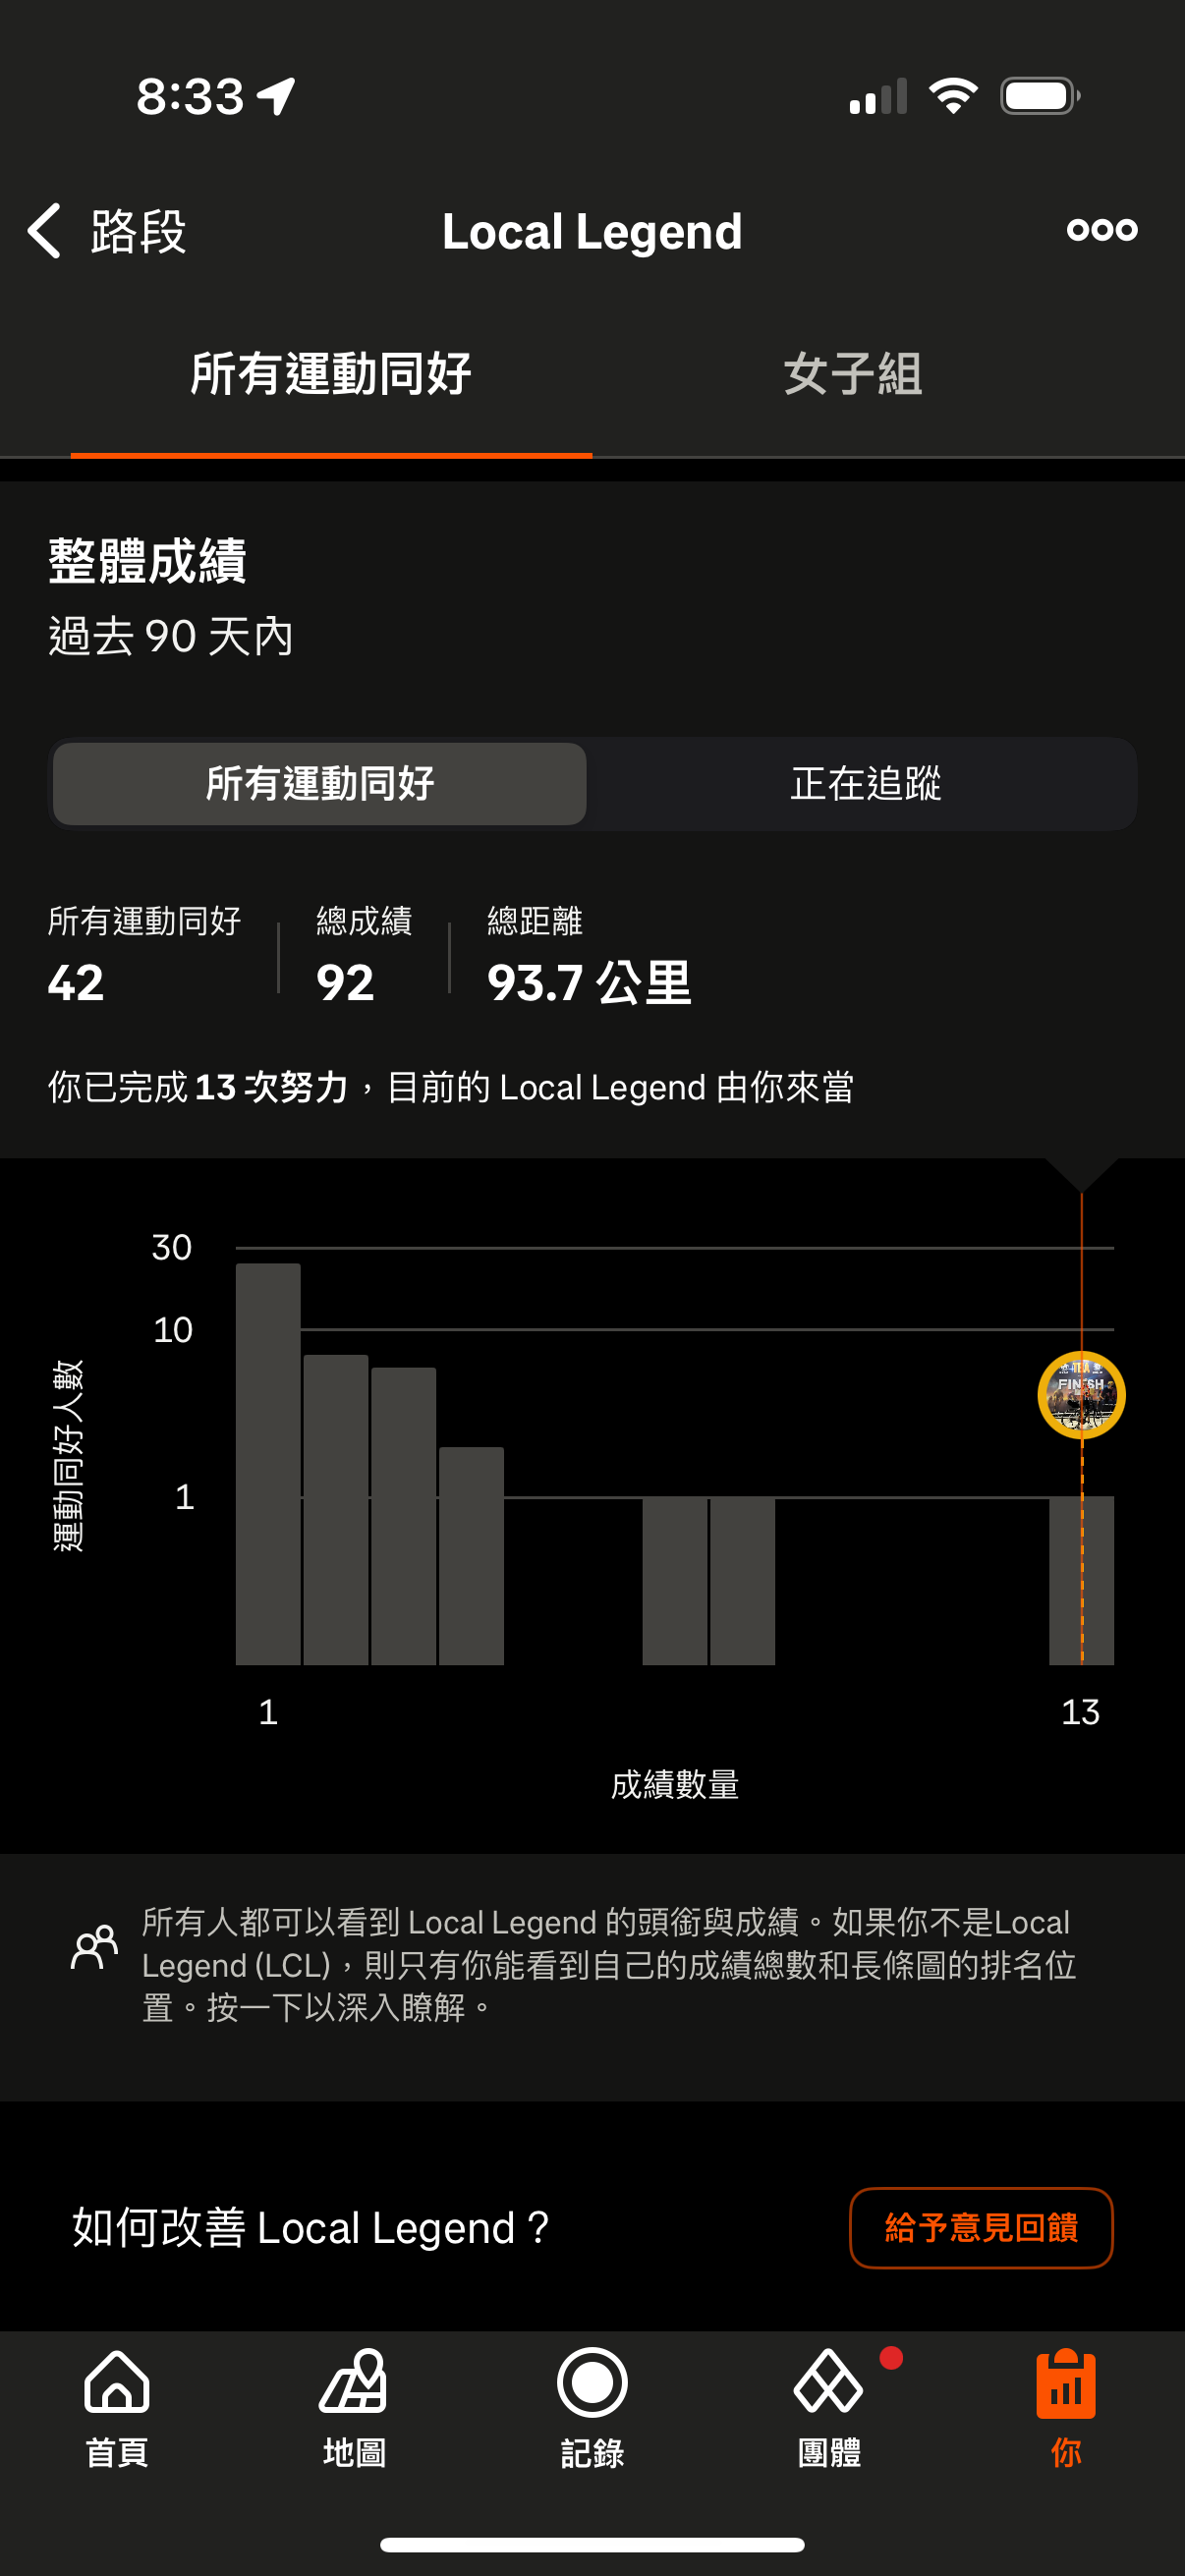 8:33
路段
Local Legend
所有運動同好
女子組
整體成績
過去 90 天內
所有運動同好
正在追蹤
所有運動同好
總成績
總距離
42
92
93.7 公里
你已完成 13 次努力，目前的 Local Legend 由你來當
30
10
1
運動同好人數
FINISH
1
13
成績數量
所有人都可以看到 Local Legend 的頭銜與成績。如果你不是Local
Legend (LCL)，則只有你能看到自己的成績總數和長條圖的排名位
置。按一下以深入瞭解。
如何改善 Local Legend？
給予意見回饋
首頁
地圖
記錄
團體
你